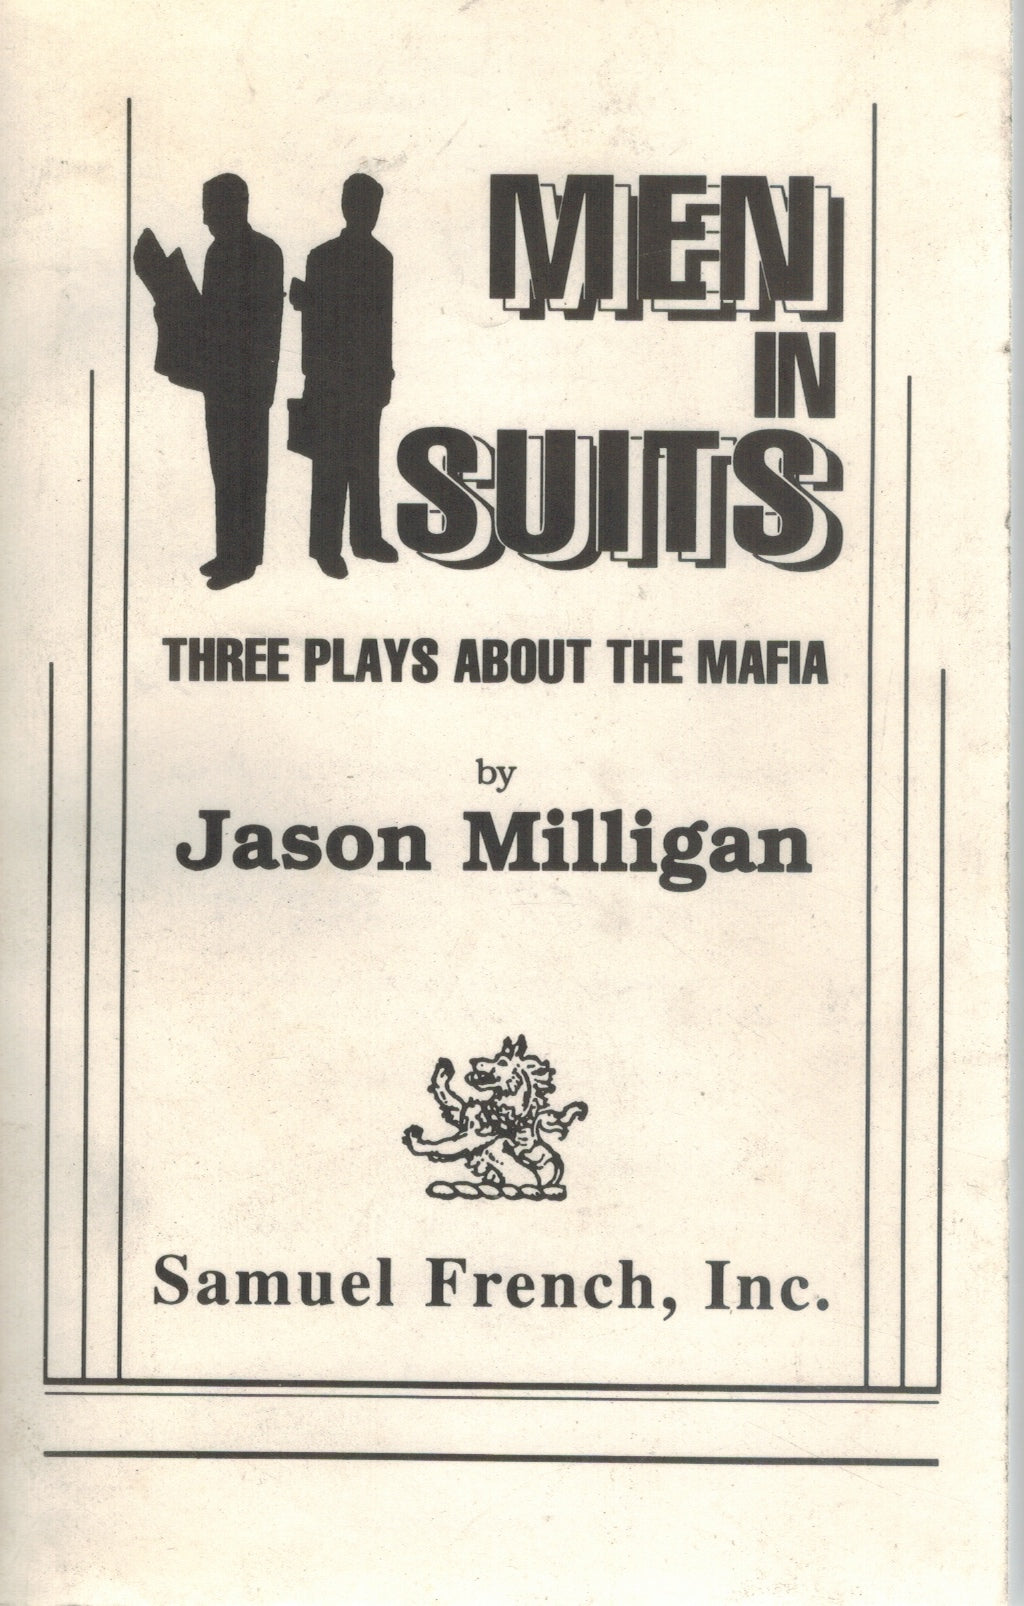 MEN
IN
SUITS
THREE PLAYS ABOUT THE MAFIA
by
Jason Milligan
Samuel French, Inc.